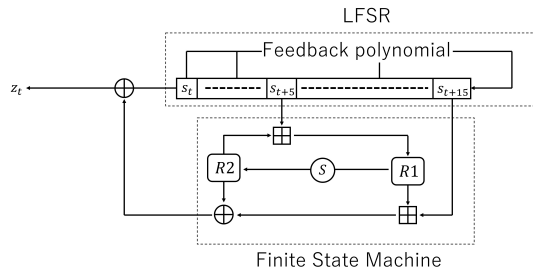 LFSR
Feedback polynomial
z_t
s_t
s_{t+5}
s_{t+15}
R2
S
R1
Finite State Machine